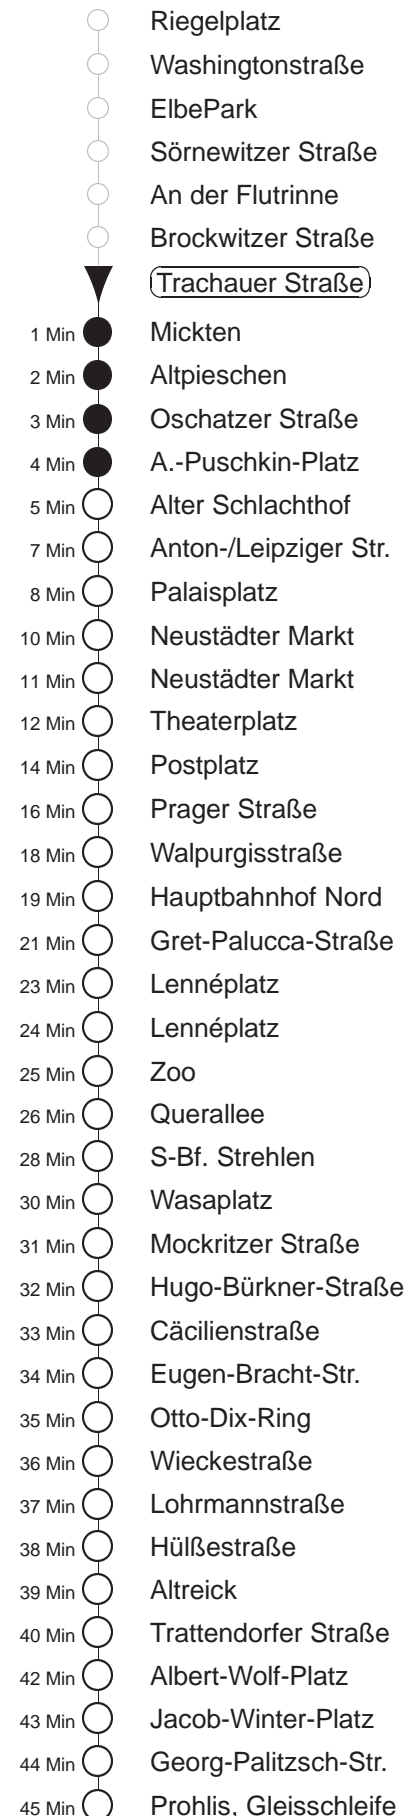 Riegelplatz
Washingtonstraße
ElbePark
Sörnewitzer Straße
An der Flutrinne
Brockwitzer Straße
Trachauer Straße
1 Min Mickten
2 Min Altpieschen
3 Min Oschatzer Straße
4 Min A.-Puschkin-Platz
5 Min Alter Schlachthof
7 Min Anton-/Leipziger Str.
8 Min Palaisplatz
10 Min Neustädter Markt
11 Min Neustädter Markt
12 Min Theaterplatz
14 Min Postplatz
16 Min Prager Straße
18 Min Walpurgisstraße
19 Min Hauptbahnhof Nord
21 Min Gret-Palucca-Straße
23 Min Lennéplatz
24 Min Lennéplatz
25 Min Zoo
26 Min Querallee
28 Min S-Bf. Strehlen
30 Min Wasaplatz
31 Min Mockritzer Straße
32 Min Hugo-Bürkner-Straße
33 Min Cäcilienstraße
34 Min Eugen-Bracht-Str.
35 Min Otto-Dix-Ring
36 Min Wieckestraße
37 Min Lohrmannstraße
38 Min Hülßestraße
39 Min Altreick
40 Min Trattendorfer Straße
42 Min Albert-Wolf-Platz
43 Min Jacob-Winter-Platz
44 Min Georg-Palitzsch-Str.
45 Min Prohlis, Gleisschleife